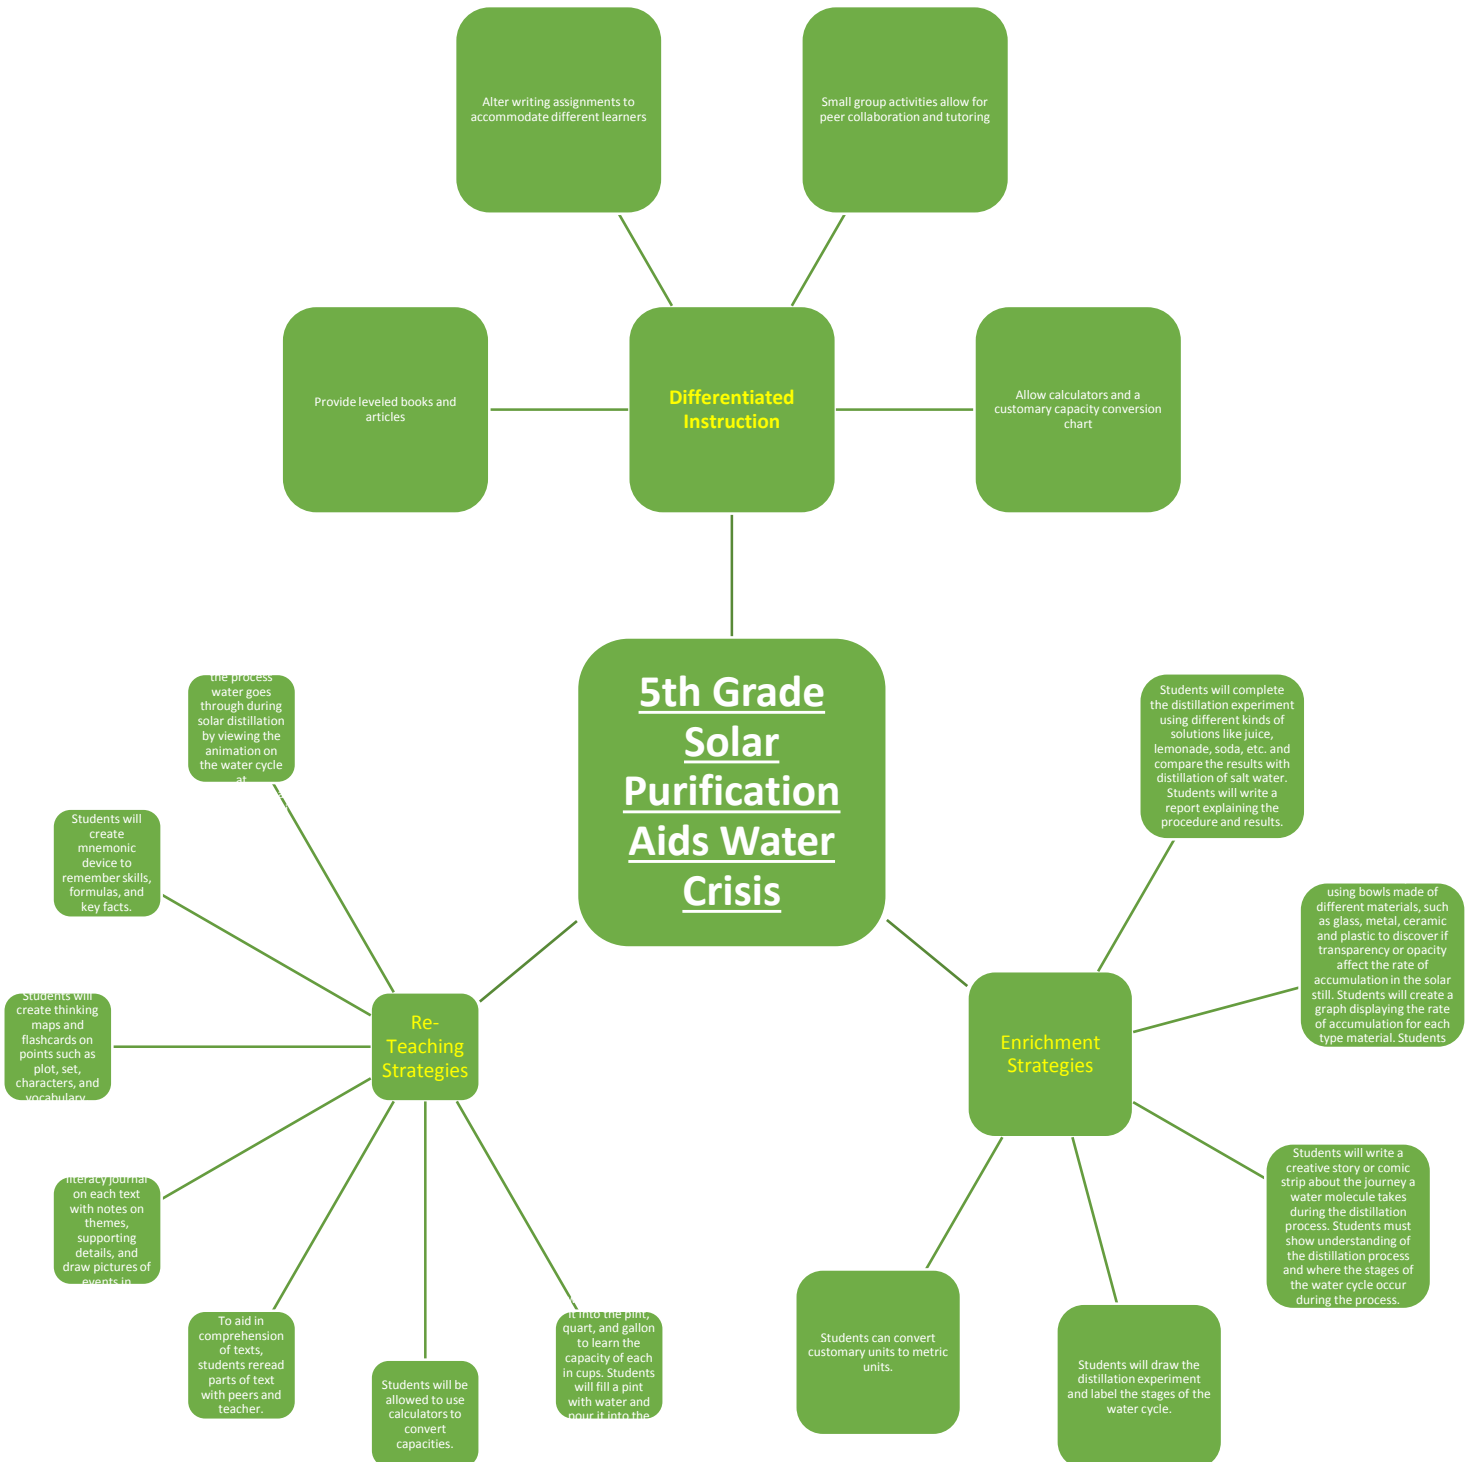 Alter writing assignments to
accommodate different learners
Small group activities allow for
peer collaboration and tutoring
Provide leveled books and
articles
Differentiated
Instruction
Allow calculators and a
customary capacity conversion
chart
5th Grade
Solar
Purification
Aids Water
Crisis
the process
water goes
through during
solar distillation
by viewing the
animation on
the water cycle
at
Students will
create
mnemonic
device to
remember skills,
formulas, and
key facts.
Students will
create thinking
maps and
flashcards on
points such as
plot, set,
characters, and
vocabulary
literacy journal
on each text
with notes on
themes,
supporting
details, and
draw pictures of
events in
To aid in
comprehension
of texts,
students reread
parts of text
with peers and
teacher.
Students will be
allowed to use
calculators to
convert
capacities.
it into the pint,
quart, and gallon
to learn the
capacity of each
in cups. Students
will fill a pint
with water and
pour it into the
Re-
Teaching
Strategies
Enrichment
Strategies
Students will complete
the distillation experiment
using different kinds of
solutions like juice,
lemonade, soda, etc. and
compare the results with
distillation of salt water.
Students will write a
report explaining the
procedure and results.
using bowls made of
different materials, such
as glass, metal, ceramic
and plastic to discover if
transparency or opacity
affect the rate of
accumulation in the solar
still. Students will create a
graph displaying the rate
of accumulation for each
type material. Students
Students will write a
creative story or comic
strip about the journey a
water molecule takes
during the distillation
process. Students must
show understanding of
the distillation process
and where the stages of
the water cycle occur
during the process.
Students will draw the
distillation experiment
and label the stages of the
water cycle.
Students can convert
customary units to metric
units.